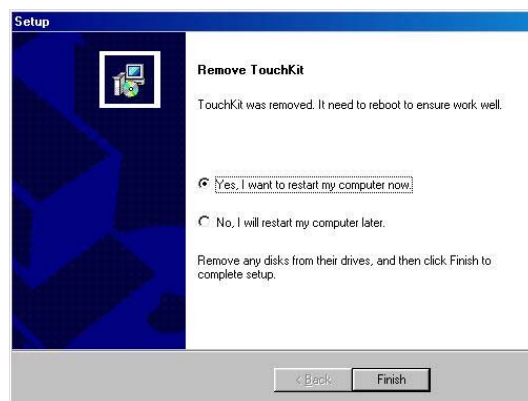 Setup
Remove TouchKit
TouchKit was removed. It need to reboot to ensure work well.
Yes, I want to restart my computer now.
No, I will restart my computer later.
Remove any disks from their drives, and then click Finish to
complete setup.
< Back
Finish